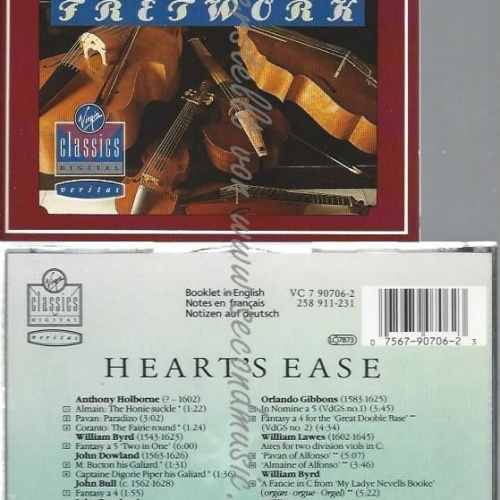 FRETWORK
Virgin
classics
DIGITAL
veritas
Virgin
classics
DIGITAL
veritas
Booklet in English
Notes en français
Notizen auf deutsch
VC 7 90706-2
258 911-231
LC 7873
0 7567-90706-2 3
HEART'S EASE
Anthony Holborne (? – 1602)
Almain: The Honie suckle * (1:22)
Pavan: Paradizo (3:02)
Coranto: The Fairie round * (1:24)
William Byrd (1543-1623)
Fantasy a 5 'Two in One' (6:00)
John Dowland (1563-1626)
M. Bucton his Galiard * (1:31)
Captaine Digorie Piper his Galiard * (1:36)
John Bull (c. 1562-1628)
Fantasy a 4 (1:55)
Orlando Gibbons (1583-1625)
In Nomine a 5 (VdGS no.1) (3:45)
Fantasy a 4 for the 'Great Dooble Base' *
(VdGS no. 2) (4:34)
William Lawes (1602-1645)
Aires for two division viols in C.
'Pavan of Alfonso' ** (5:07)
'Almaine of Alfonso' ** (3:16)
William Byrd
A Fancie in C from 'My Ladye Nevells Booke'
(organ · orgue · Orgel) ** (5:22)